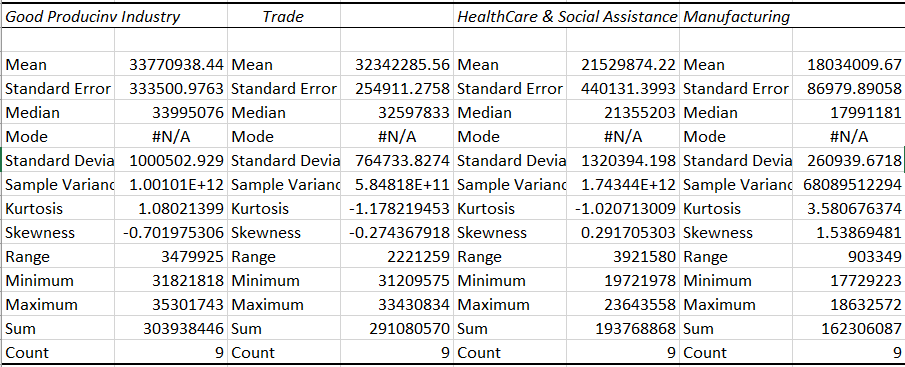 Good Producinv Industry Trade HealthCare & Social Assistance Manufacturing
Mean 33770938.44 Mean 32342285.56 Mean 21529874.22 Mean 18034009.67
Standard Error 333500.9763 Standard Error 254911.2758 Standard Error 440131.3993 Standard Error 86979.89058
Median 33995076 Median 32597833 Median 21355203 Median 17991181
Mode #N/A Mode #N/A Mode #N/A Mode #N/A
Standard Devia 1000502.929 Standard Devia 764733.8274 Standard Devia 1320394.198 Standard Devia 260939.6718
Sample Varianc 1.00101E+12 Sample Varianc 5.84818E+11 Sample Varianc 1.74344E+12 Sample Varianc 68089512294
Kurtosis 1.08021399 Kurtosis -1.178219453 Kurtosis -1.020713009 Kurtosis 3.580676374
Skewness -0.701975306 Skewness -0.274367918 Skewness 0.291705303 Skewness 1.53869481
Range 3479925 Range 2221259 Range 3921580 Range 903349
Minimum 31821818 Minimum 31209575 Minimum 19721978 Minimum 17729223
Maximum 35301743 Maximum 33430834 Maximum 23643558 Maximum 18632572
Sum 303938446 Sum 291080570 Sum 193768868 Sum 162306087
Count 9 Count 9 Count 9 Count 9